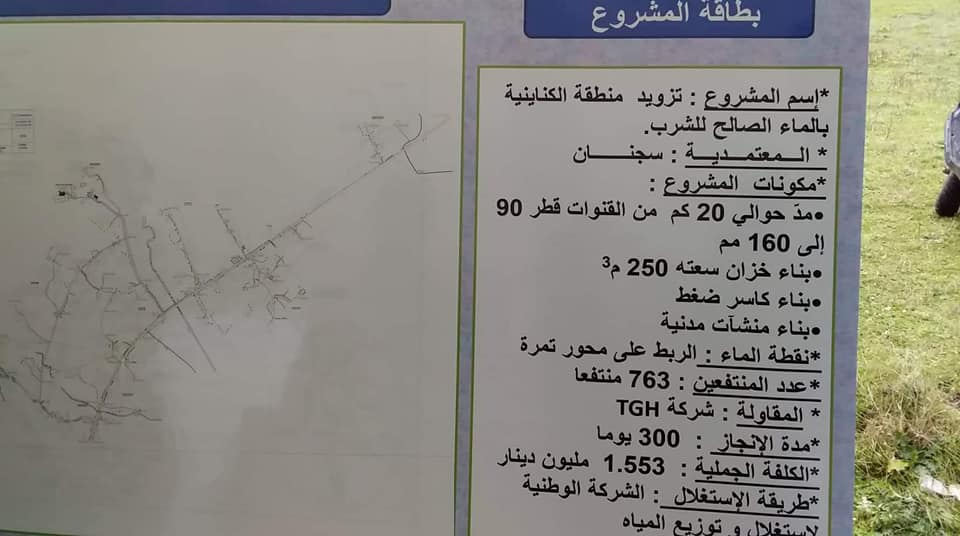 بطاقة المشروع
*إسم المشروع : تزويد منطقة الكناينية
بالماء الصالح للشرب.
* الـمعتمـديـة : سجنـــان
*مكونات المشروع :
•مدّ حوالي 20 كم من القنوات قطر 90
إلى 160 مم
•بناء خزان سعته 250 م³
•بناء كاسر ضغط
•بناء منشآت مدنية
*نقطة الماء : الربط على محور تمرة
*عدد المنتفعين : 763 منتفعا
* المقاولة : شركة TGH
*مدة الإنجاز : 300 يوما
*الكلفة الجملية : 1.553 مليون دينار
*طريقة الإستغلال : الشركة الوطنية
لاستغلال و توزيع المياه